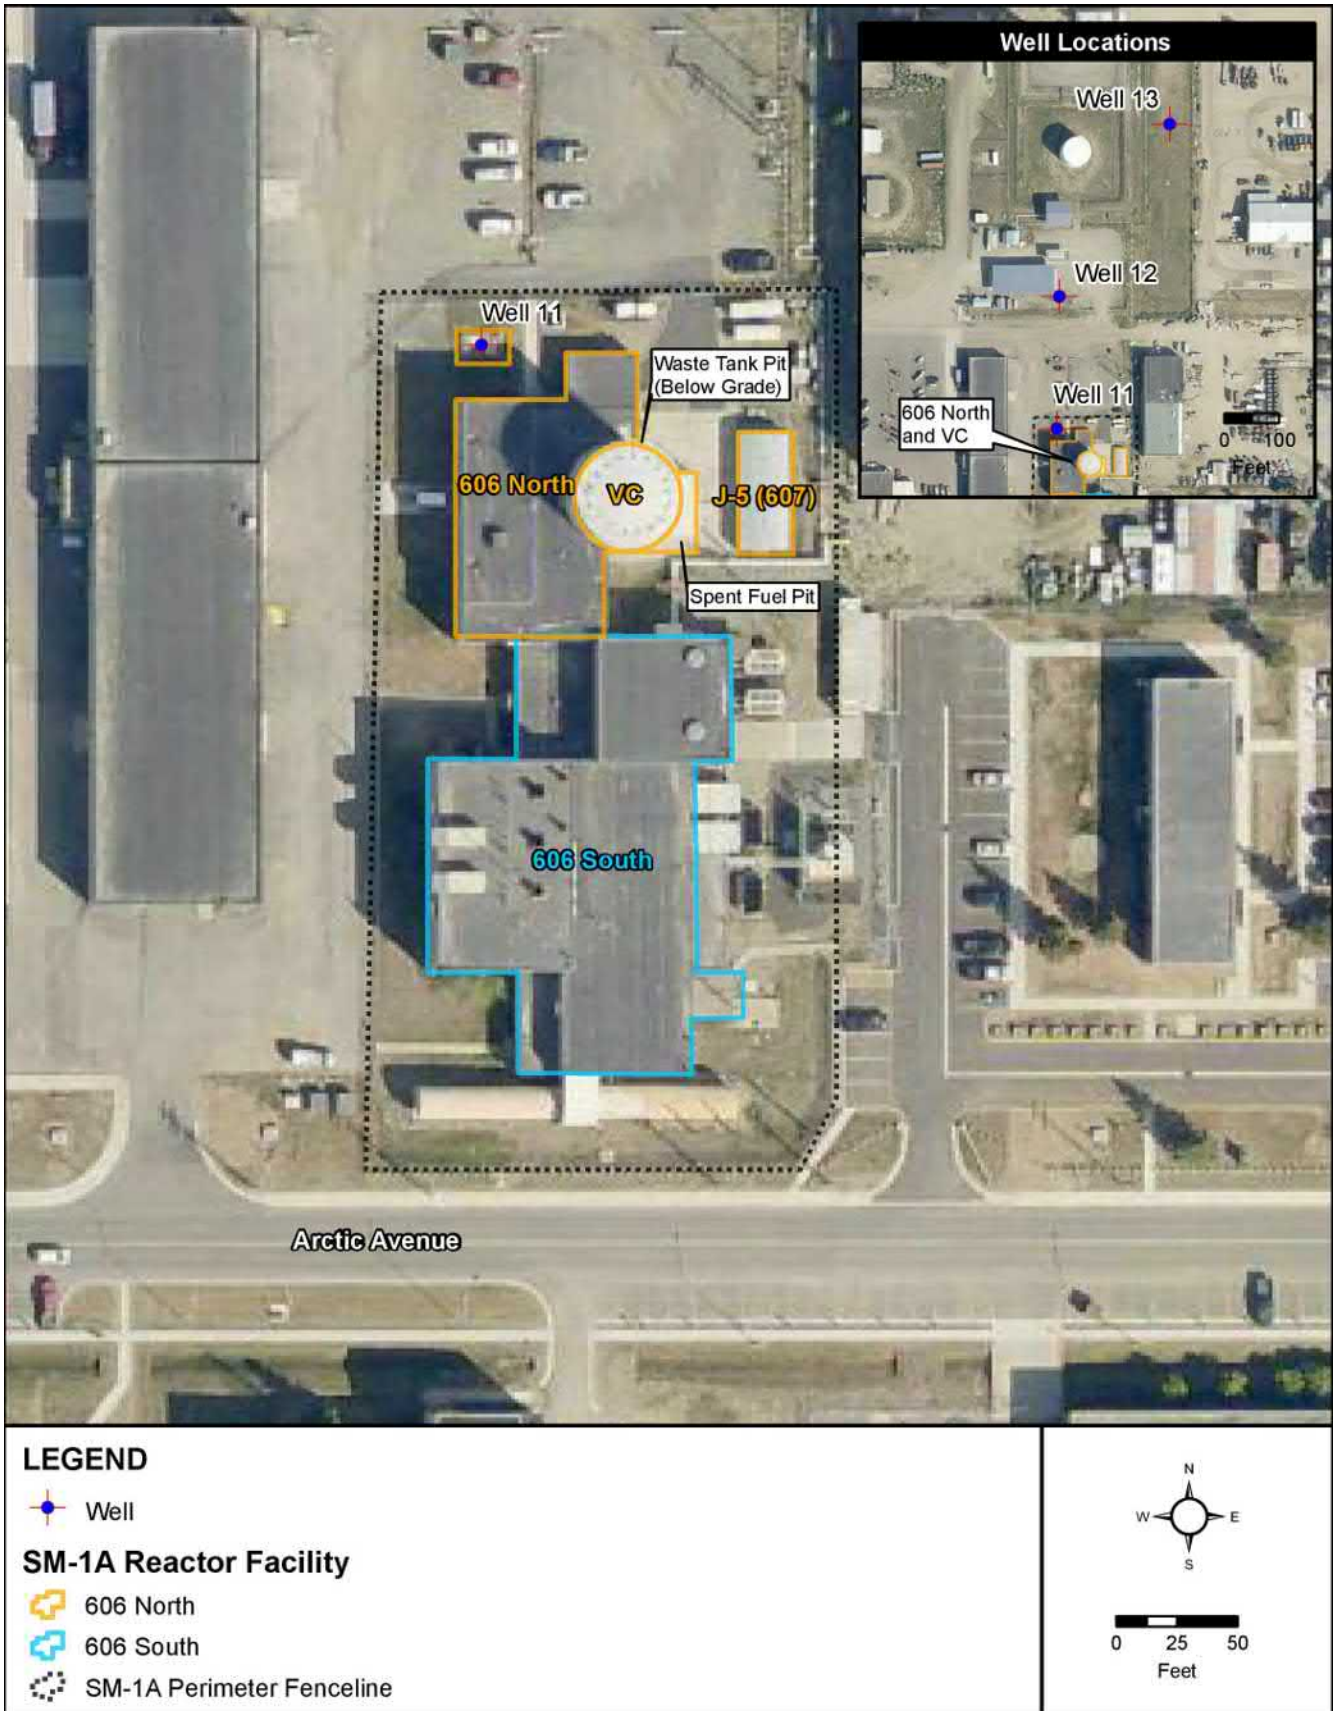 Well Locations
Well 13
Well 12
Well 11
606 North
and VC
0 100
Feet
Well 11
Waste Tank Pit
(Below Grade)
606 North
VC
J-5 (607)
Spent Fuel Pit
606 South
Arctic Avenue
LEGEND
Well
SM-1A Reactor Facility
606 North
606 South
SM-1A Perimeter Fenceline
N
W E
S
0 25 50
Feet